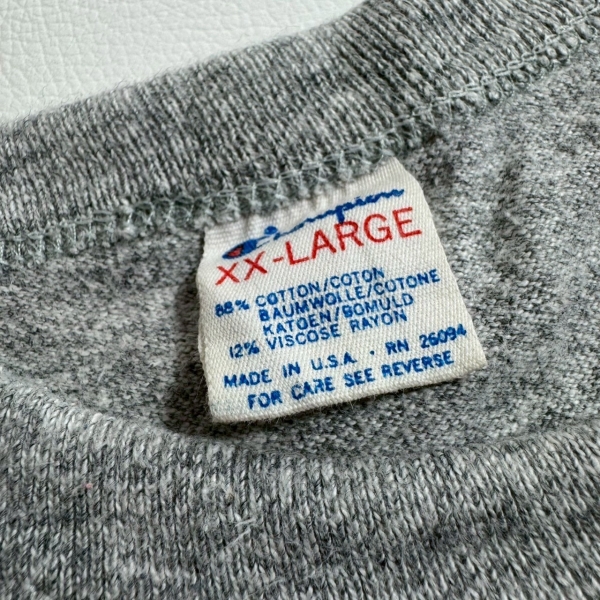 Champion
XX-LARGE
88% COTTON/COTON
BAUMWOLLE/COTONE
KATOEN/BOMULD
12% VISCOSE RAYON
MADE IN U.S.A. · RN 26094
FOR CARE SEE REVERSE